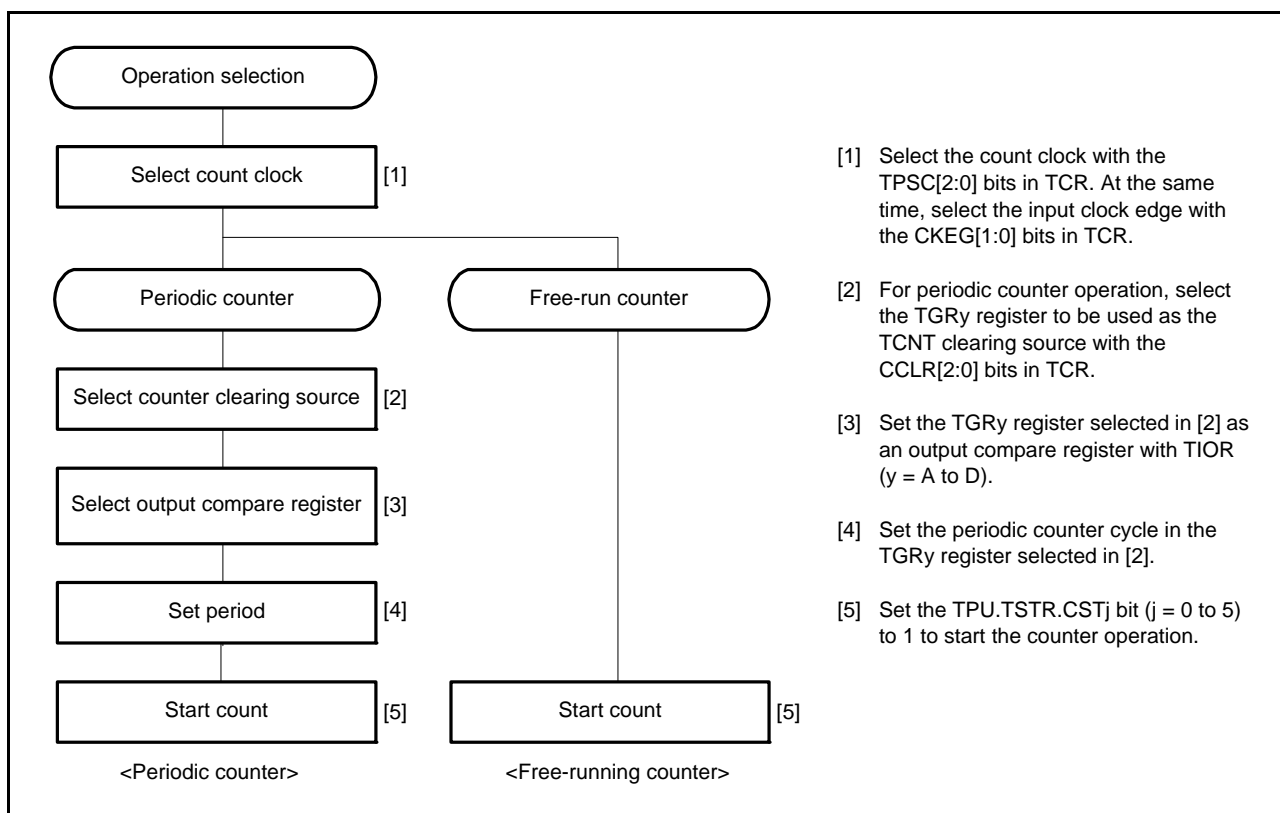 Operation selection
Select count clock
[1]
Periodic counter
Free-run counter
Select counter clearing source
[2]
Select output compare register
[3]
Set period
[4]
Start count
[5]
Start count
[5]
<Periodic counter>
<Free-running counter>
[1] Select the count clock with the
TPSC[2:0] bits in TCR. At the same
time, select the input clock edge with
the CKEG[1:0] bits in TCR.
[2] For periodic counter operation, select
the TGRy register to be used as the
TCNT clearing source with the
CCLR[2:0] bits in TCR.
[3] Set the TGRy register selected in [2] as
an output compare register with TIOR
(y = A to D).
[4] Set the periodic counter cycle in the
TGRy register selected in [2].
[5] Set the TPU.TSTR.CSTj bit (j = 0 to 5)
to 1 to start the counter operation.